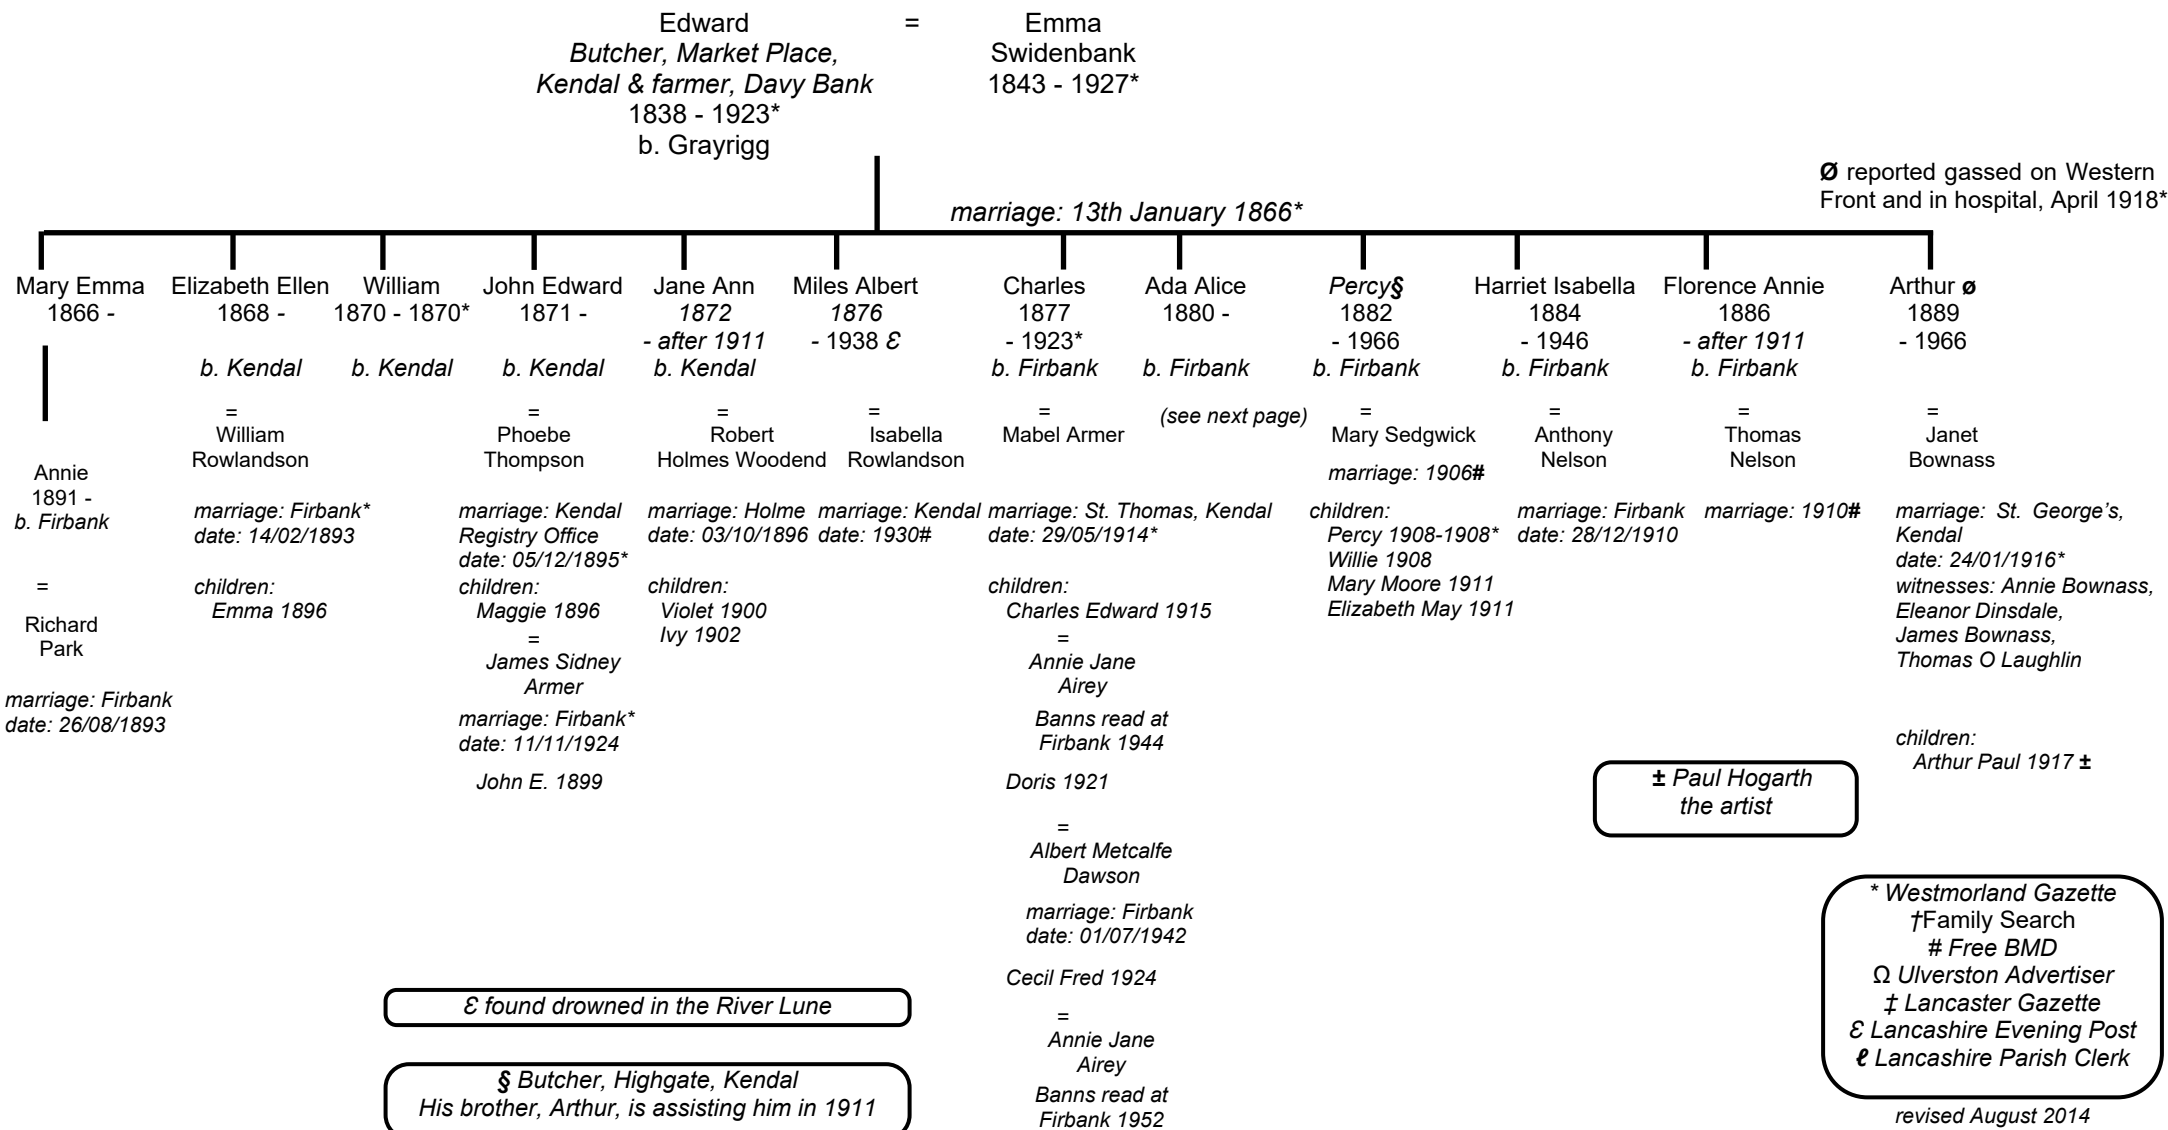 Edward
Butcher, Market Place,
Kendal & farmer, Davy Bank
1838 - 1923*
b. Grayrigg
=
Emma
Swidenbank
1843 - 1927*
Ø reported gassed on Western
Front and in hospital, April 1918*
marriage: 13th January 1866*
Mary Emma
1866 -
Annie
1891 -
b. Firbank
=
Richard
Park
marriage: Firbank
date: 26/08/1893
Elizabeth Ellen
1868 -
b. Kendal
=
William
Rowlandson
marriage: Firbank*
date: 14/02/1893
children:
Emma 1896
William
1870 - 1870*
b. Kendal
John Edward
1871 -
b. Kendal
=
Phoebe
Thompson
marriage: Kendal
Registry Office
date: 05/12/1895*
children:
Maggie 1896
=
James Sidney
Armer
marriage: Firbank*
date: 11/11/1924
John E. 1899
Jane Ann
1872
- after 1911
b. Kendal
=
Robert
Holmes Woodend
marriage: Holme
date: 03/10/1896
children:
Violet 1900
Ivy 1902
Miles Albert
1876
- 1938 Ɛ
=
Isabella
Rowlandson
marriage: Kendal
date: 1930#
Charles
1877
- 1923*
b. Firbank
=
Mabel Armer
marriage: St. Thomas, Kendal
date: 29/05/1914*
children:
Charles Edward 1915
=
Annie Jane
Airey
Banns read at
Firbank 1944
Doris 1921
=
Albert Metcalfe
Dawson
marriage: Firbank
date: 01/07/1942
Cecil Fred 1924
=
Annie Jane
Airey
Banns read at
Firbank 1952
Ada Alice
1880 -
b. Firbank
(see next page)
Percy§
1882
- 1966
b. Firbank
=
Mary Sedgwick
marriage: 1906#
children:
Percy 1908-1908*
Willie 1908
Mary Moore 1911
Elizabeth May 1911
Harriet Isabella
1884
- 1946
b. Firbank
=
Anthony
Nelson
marriage: Firbank
date: 28/12/1910
Florence Annie
1886
- after 1911
b. Firbank
=
Thomas
Nelson
marriage: 1910#
Arthur ø
1889
- 1966
=
Janet
Bownass
marriage: St. George's,
Kendal
date: 24/01/1916*
witnesses: Annie Bownass,
Eleanor Dinsdale,
James Bownass,
Thomas O Laughlin
children:
Arthur Paul 1917 ±
± Paul Hogarth
the artist
Ɛ found drowned in the River Lune
§ Butcher, Highgate, Kendal
His brother, Arthur, is assisting him in 1911
* Westmorland Gazette
†Family Search
# Free BMD
Ω Ulverston Advertiser
‡ Lancaster Gazette
Ɛ Lancashire Evening Post
ℓ Lancashire Parish Clerk
revised August 2014